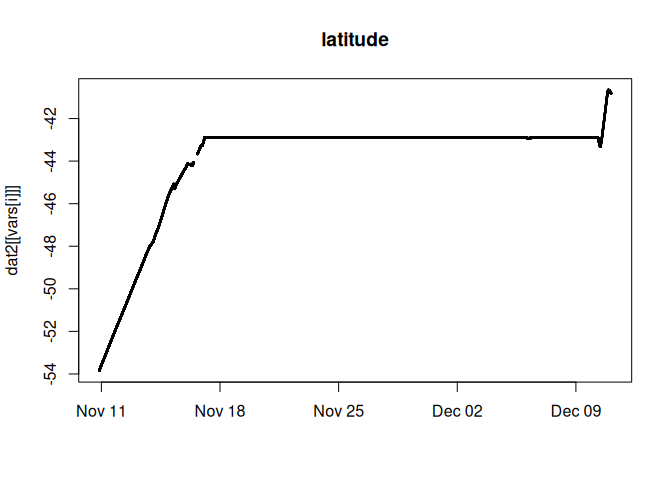 latitude
dat2[[vars[i]]]
-42
-44
-46
-48
-50
-52
-54
Nov 11
Nov 18
Nov 25
Dec 02
Dec 09